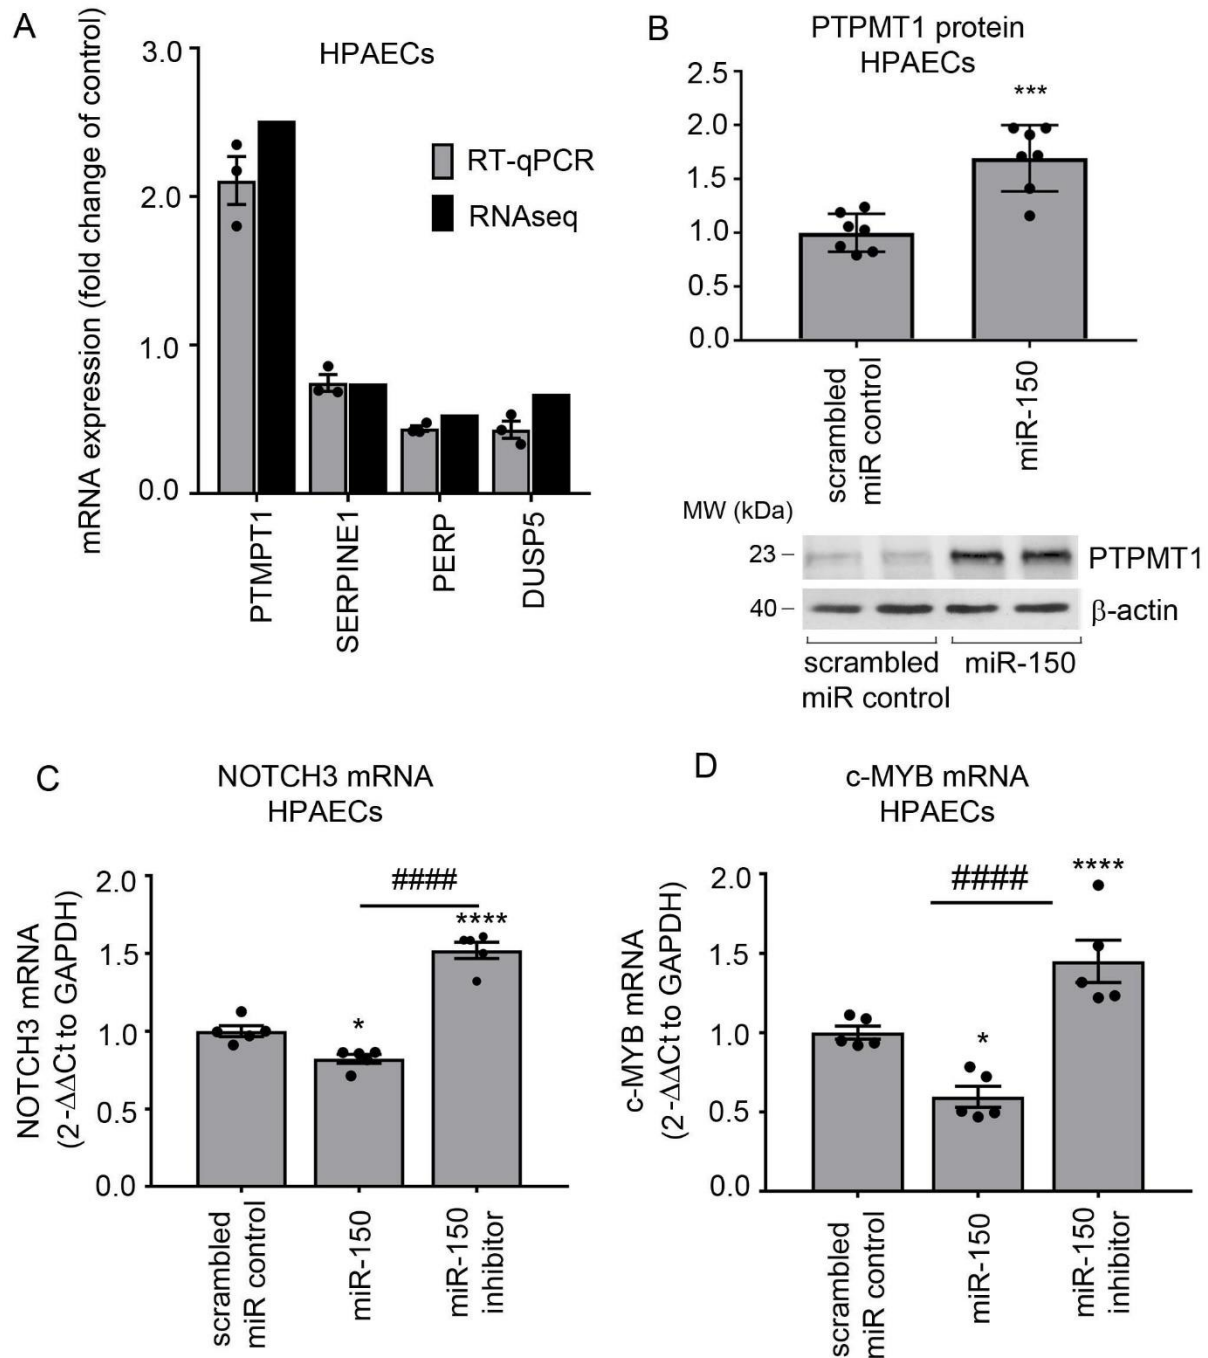 A
HPAECs
mRNA expression (fold change of control)
3.0
2.0
1.0
0.0
RT-qPCR
RNAseq
PTMPT1
SERPINE1
PERP
DUSP5
B
PTPMT1 protein
HPAECs
2.5
2.0
1.5
1.0
0.5
0.0
***
scrambled
miR control
miR-150
MW (kDa)
23
PTPMT1
40
β-actin
scrambled
miR control
miR-150
C
NOTCH3 mRNA
HPAECs
NOTCH3 mRNA
(2-ΔΔCt to GAPDH)
2.0
1.5
1.0
0.5
0.0
####
****
*
scrambled
miR control
miR-150
miR-150
inhibitor
D
c-MYB mRNA
HPAECs
c-MYB mRNA
(2-ΔΔCt to GAPDH)
2.0
1.5
1.0
0.5
0.0
####
****
*
scrambled
miR control
miR-150
miR-150
inhibitor